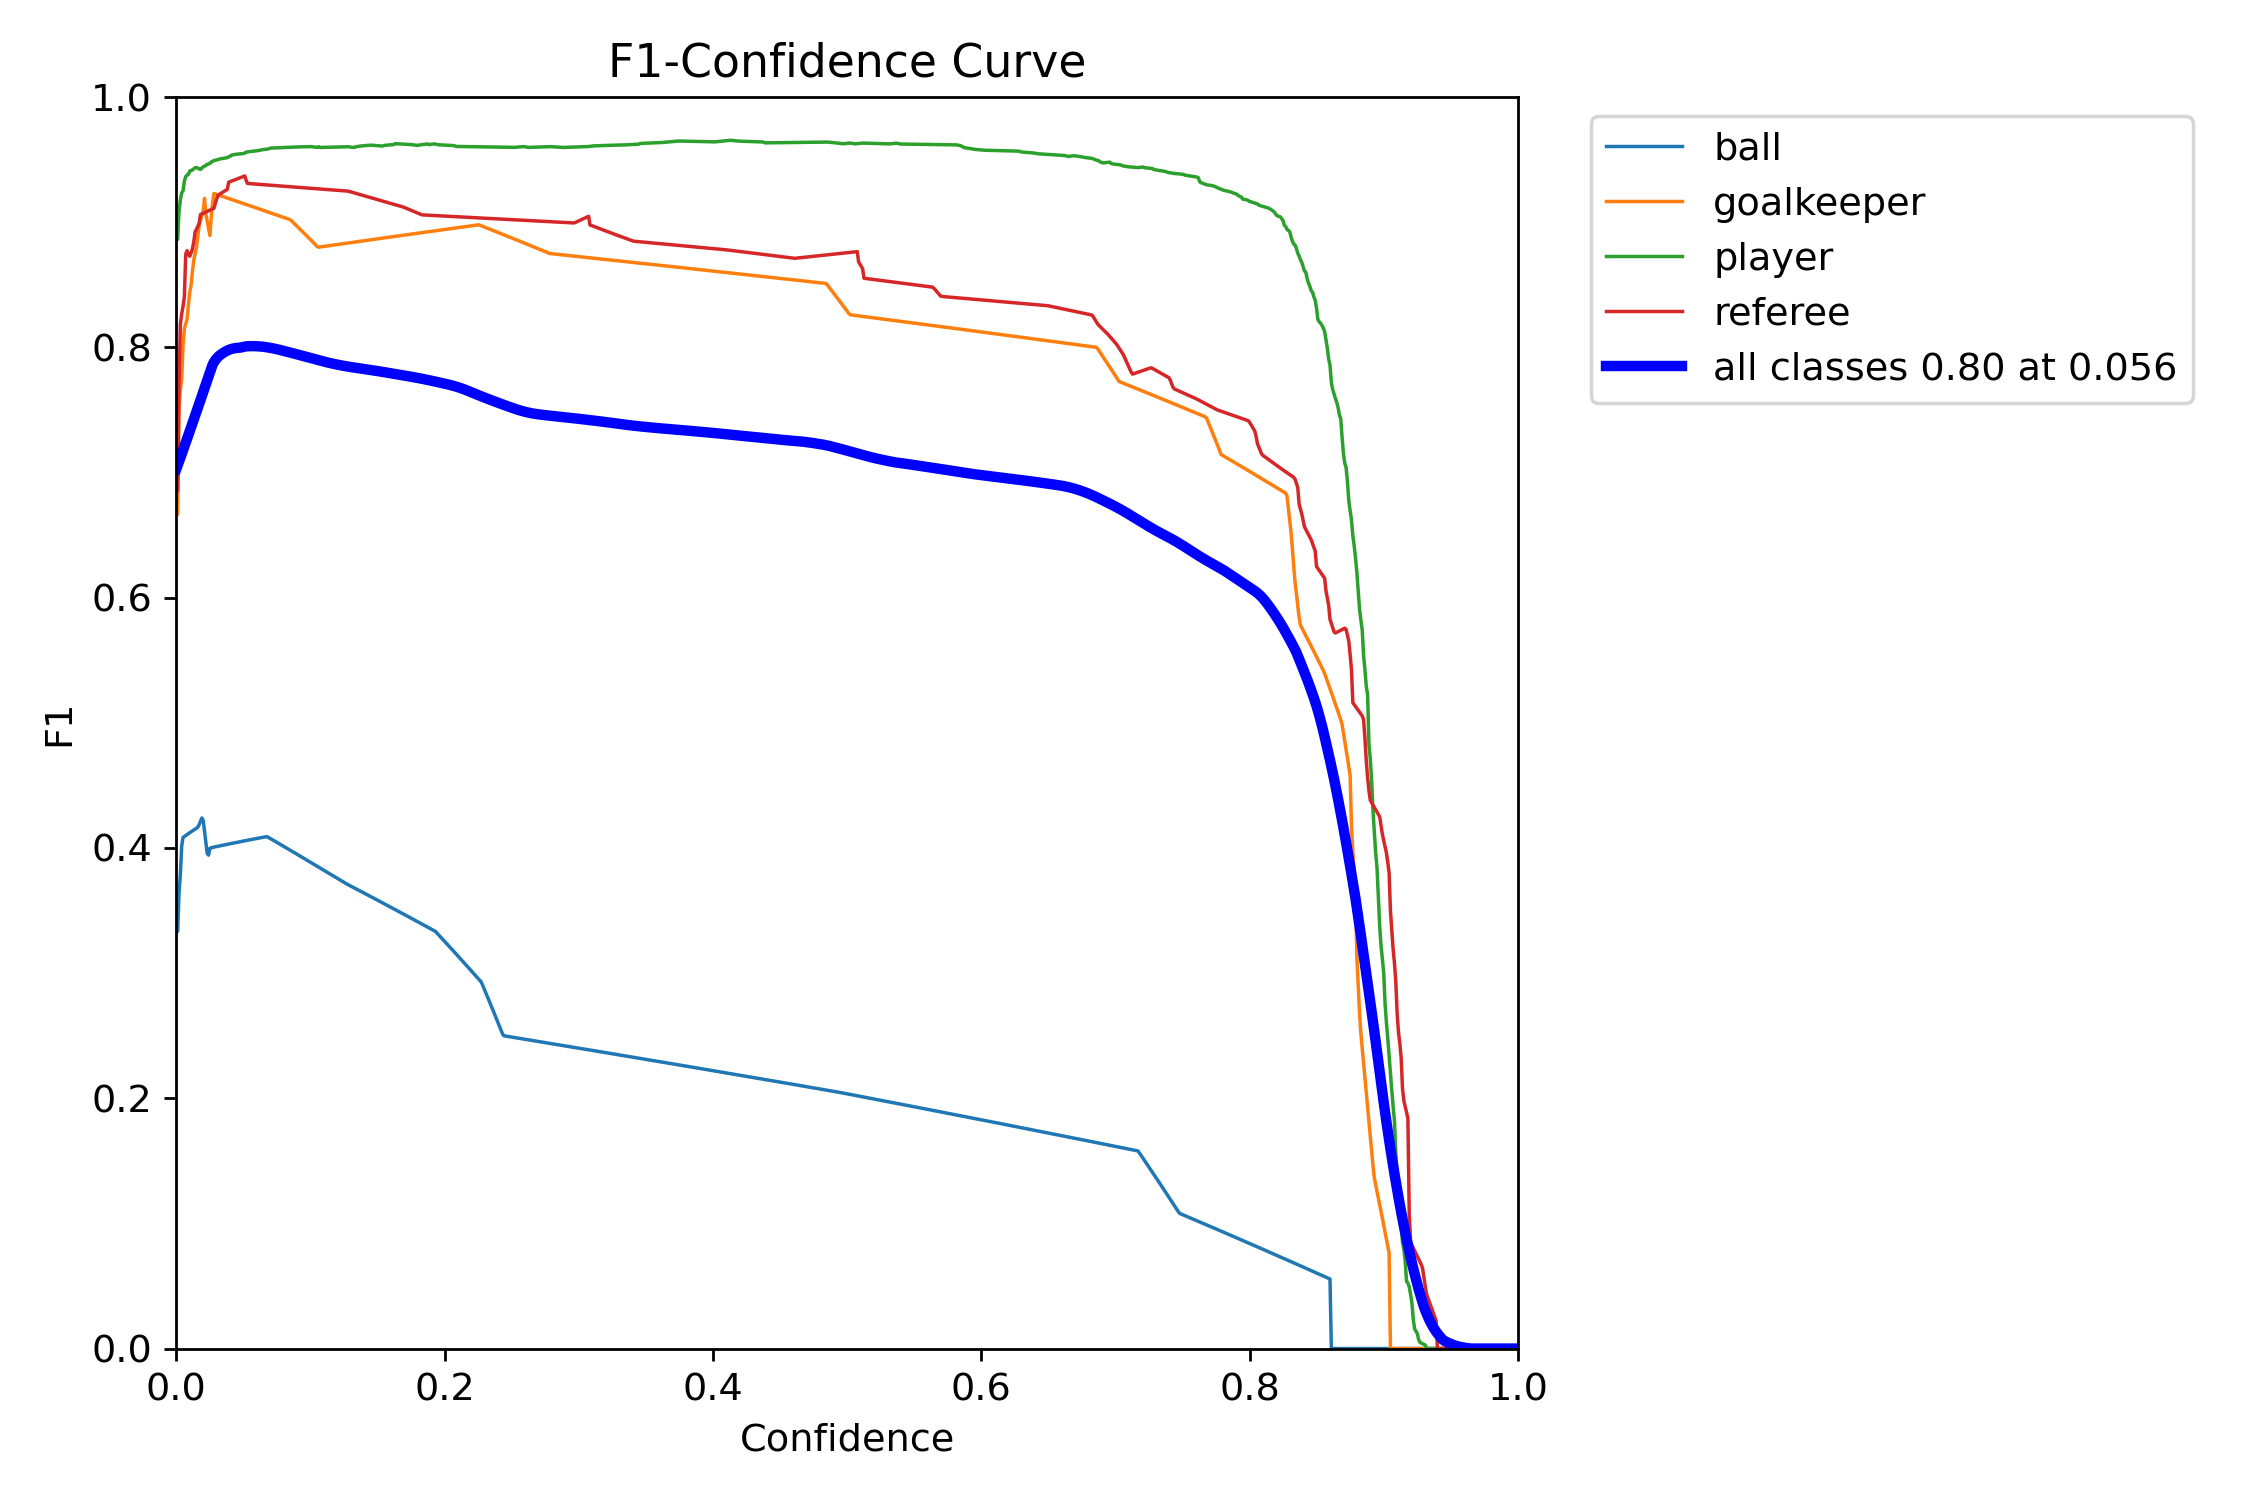 F1-Confidence Curve
1.0
0.8
0.6
0.4
0.2
0.0
F1
0.0 0.2 0.4 0.6 0.8 1.0
Confidence
ball
goalkeeper
player
referee
all classes 0.80 at 0.056